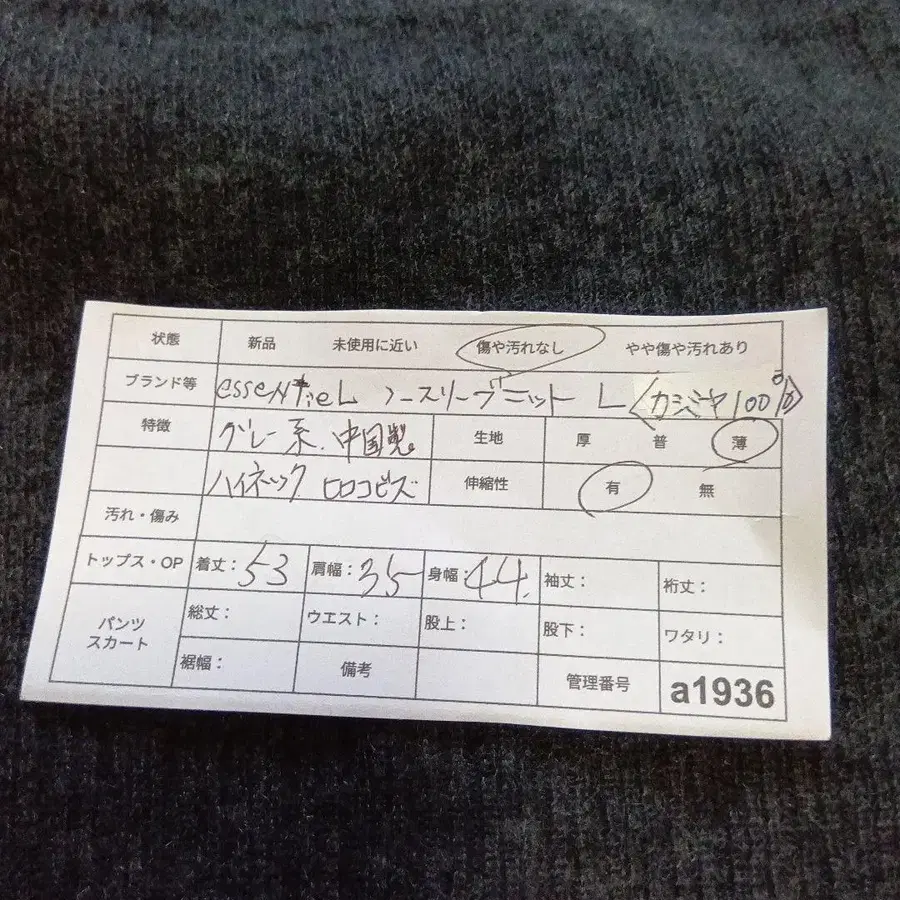 状態 新品 未使用に近い 傷や汚れなし やや傷や汚れあり
ブランド等 esseNtieL ノースリーブニット L <カシミヤ100%>
特徴 グレー系、中国製。 生地 厚 普 薄
ハイネック ヒロコビズ 伸縮性 有 無
汚れ・傷み
トップス・OP 着丈：53 肩幅：35 身幅：44. 袖丈： 裄丈：
パンツ スカート 総丈： ウエスト： 股上： 股下： ワタリ：
裾幅： 備考 管理番号 a1936